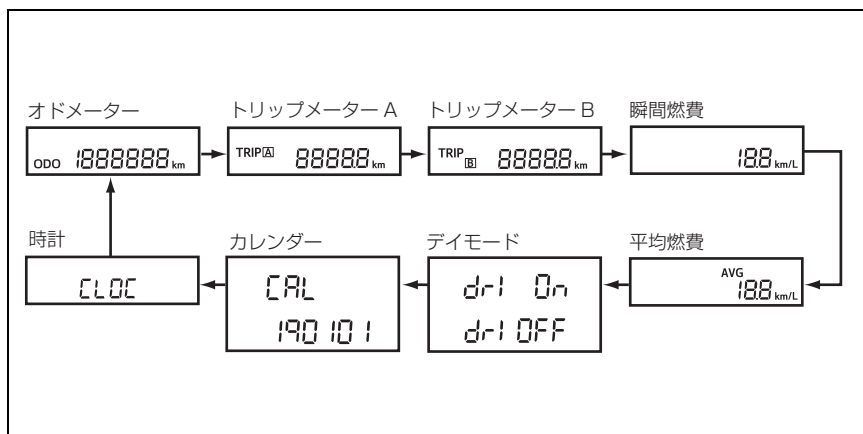 オドメーター
ODO 1888888 km
トリップメーター A
TRIP A 8888.8 km
トリップメーター B
TRIP B 8888.8 km
瞬間燃費
18.8 km/L
時計
CLOC
カレンダー
CAL
190101
デイモード
drl On
drl OFF
平均燃費
AVG
18.8 km/L